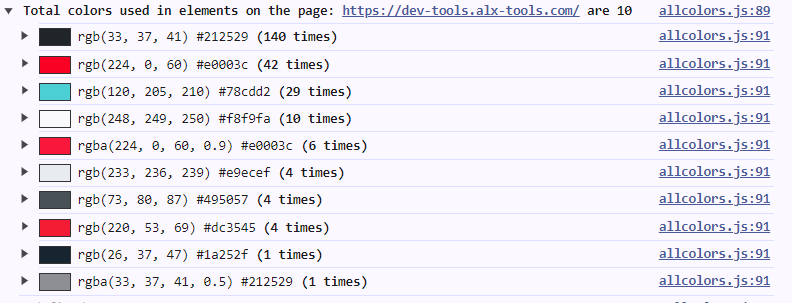 Total colors used in elements on the page: https://dev-tools.alx-tools.com/ are 10 allcolors.js:89
rgb(33, 37, 41) #212529 (140 times) allcolors.js:91
rgb(224, 0, 60) #e0003c (42 times) allcolors.js:91
rgb(120, 205, 210) #78cdd2 (29 times) allcolors.js:91
rgb(248, 249, 250) #f8f9fa (10 times) allcolors.js:91
rgba(224, 0, 60, 0.9) #e0003c (6 times) allcolors.js:91
rgb(233, 236, 239) #e9ecef (4 times) allcolors.js:91
rgb(73, 80, 87) #495057 (4 times) allcolors.js:91
rgb(220, 53, 69) #dc3545 (4 times) allcolors.js:91
rgb(26, 37, 47) #1a252f (1 times) allcolors.js:91
rgba(33, 37, 41, 0.5) #212529 (1 times) allcolors.js:91